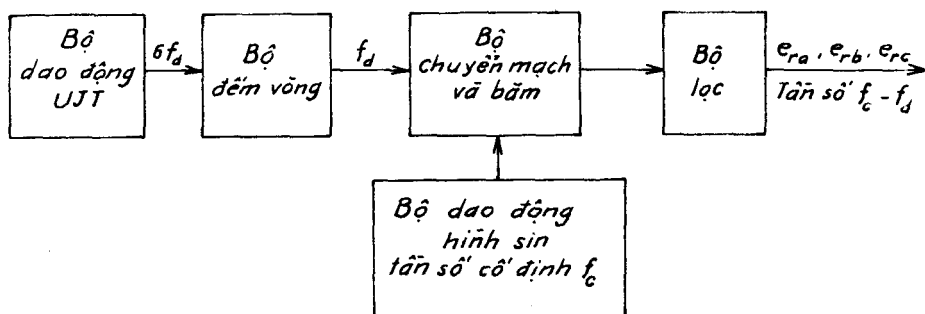 Bộ
dao động
UJT
6f_d
Bộ
đếm vòng
f_d
Bộ
chuyển mạch
và băm
Bộ
lọc
e_ra, e_rb, e_rc
Tần số f_c - f_d
Bộ dao động
hình sin
tần số cố định f_c